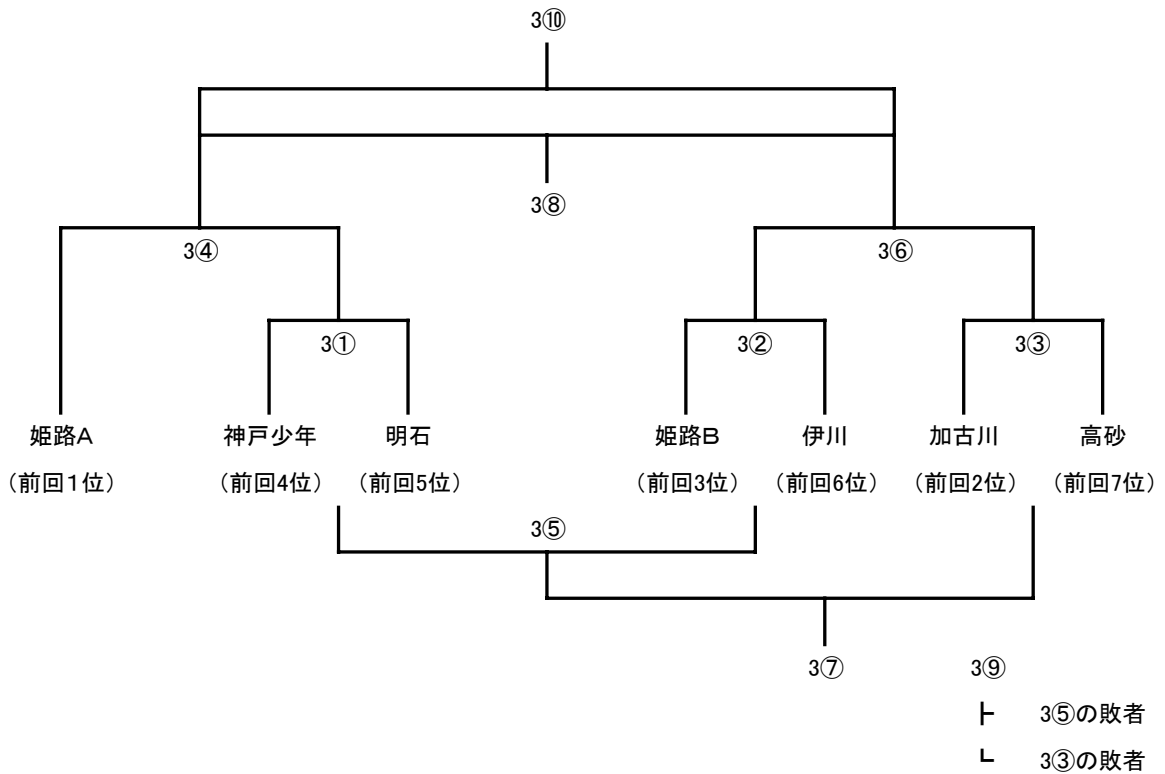 3⑩
3⑧
3④ 3⑥
3① 3② 3③
姫路A 神戸少年 明石 姫路B 伊川 加古川 高砂
(前回1位) (前回4位) (前回5位) (前回3位) (前回6位) (前回2位) (前回7位)
3⑤
3⑦ 3⑨
├ 3⑤の敗者
┗ 3③の敗者